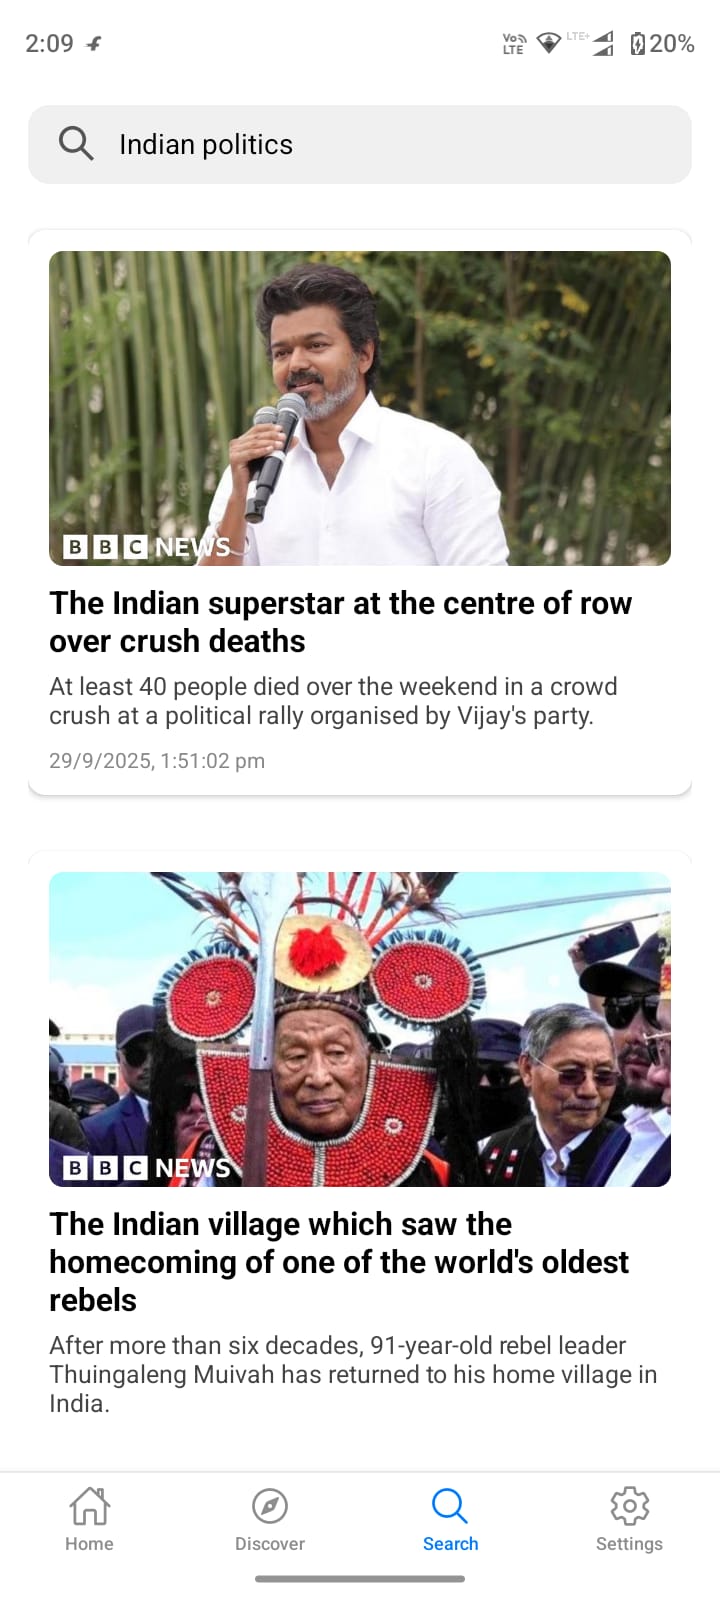 2:09
Vo
LTE
LTE+
20%
Indian politics
BBC NEWS
The Indian superstar at the centre of row
over crush deaths
At least 40 people died over the weekend in a crowd
crush at a political rally organised by Vijay's party.
29/9/2025, 1:51:02 pm
BBC NEWS
The Indian village which saw the
homecoming of one of the world's oldest
rebels
After more than six decades, 91-year-old rebel leader
Thuingaleng Muivah has returned to his home village in
India.
Home Discover Search Settings